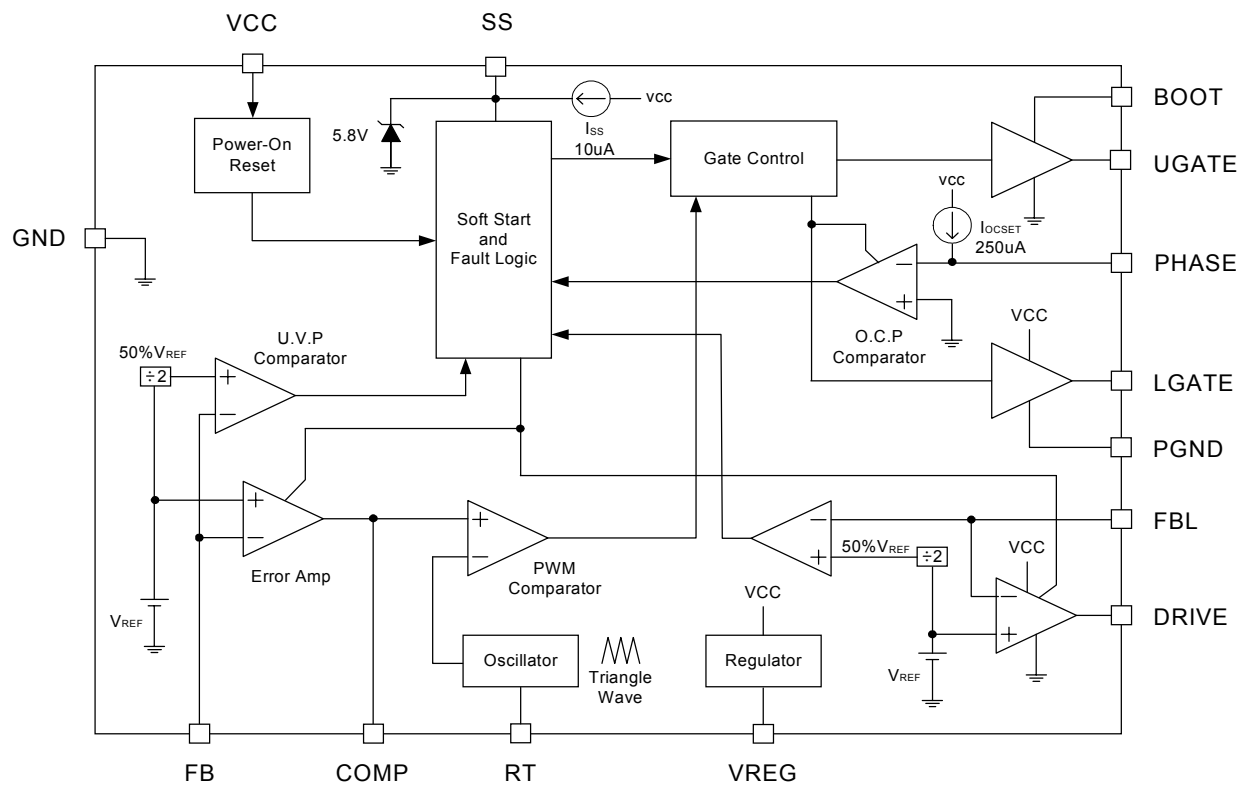 VCC
SS
BOOT
UGATE
GND
PHASE
LGATE
PGND
FBL
DRIVE
FB
COMP
RT
VREG
Power-On
Reset
5.8V
ISS
10uA
vcc
Soft Start
and
Fault Logic
Gate Control
vcc
IOCSET
250uA
−
+
O.C.P
Comparator
VCC
50%VREF
÷2
U.V.P
Comparator
+
−
+
−
Error Amp
VREF
+
−
PWM
Comparator
Oscillator
Triangle
Wave
VCC
Regulator
−
+
50%VREF
÷2
VCC
−
+
VREF